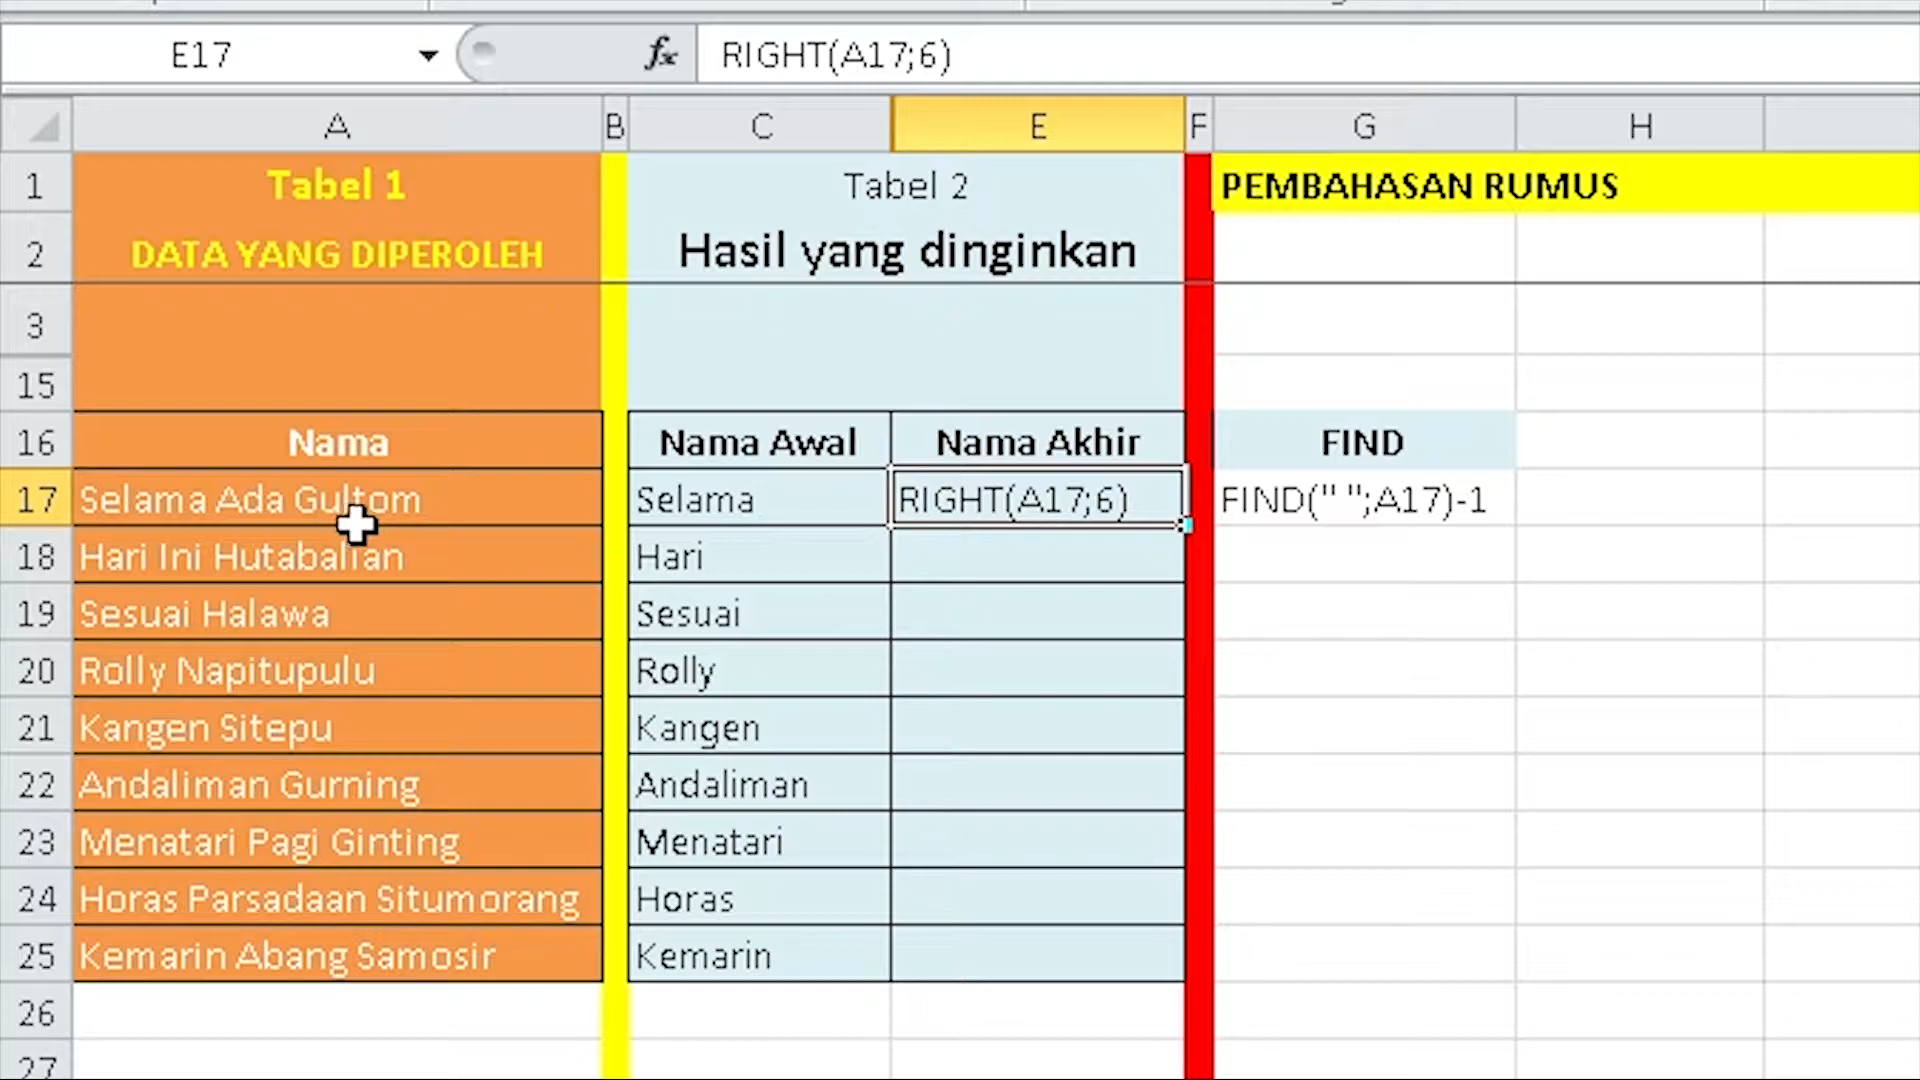 E17 fx RIGHT(A17;6)
A B C E F G H
1 Tabel 1 Tabel 2 PEMBAHASAN RUMUS
2 DATA YANG DIPEROLEH Hasil yang dinginkan
3
15
16 Nama Nama Awal Nama Akhir FIND
17 Selama Ada Gultom Selama RIGHT(A17;6) FIND(" ";A17)-1
18 Hari Ini Hutabalian Hari
19 Sesuai Halawa Sesuai
20 Rolly Napitupulu Rolly
21 Kangen Sitepu Kangen
22 Andaliman Gurning Andaliman
23 Menatari Pagi Ginting Menatari
24 Horas Parsadaan Situmorang Horas
25 Kemarin Abang Samosir Kemarin
26
27